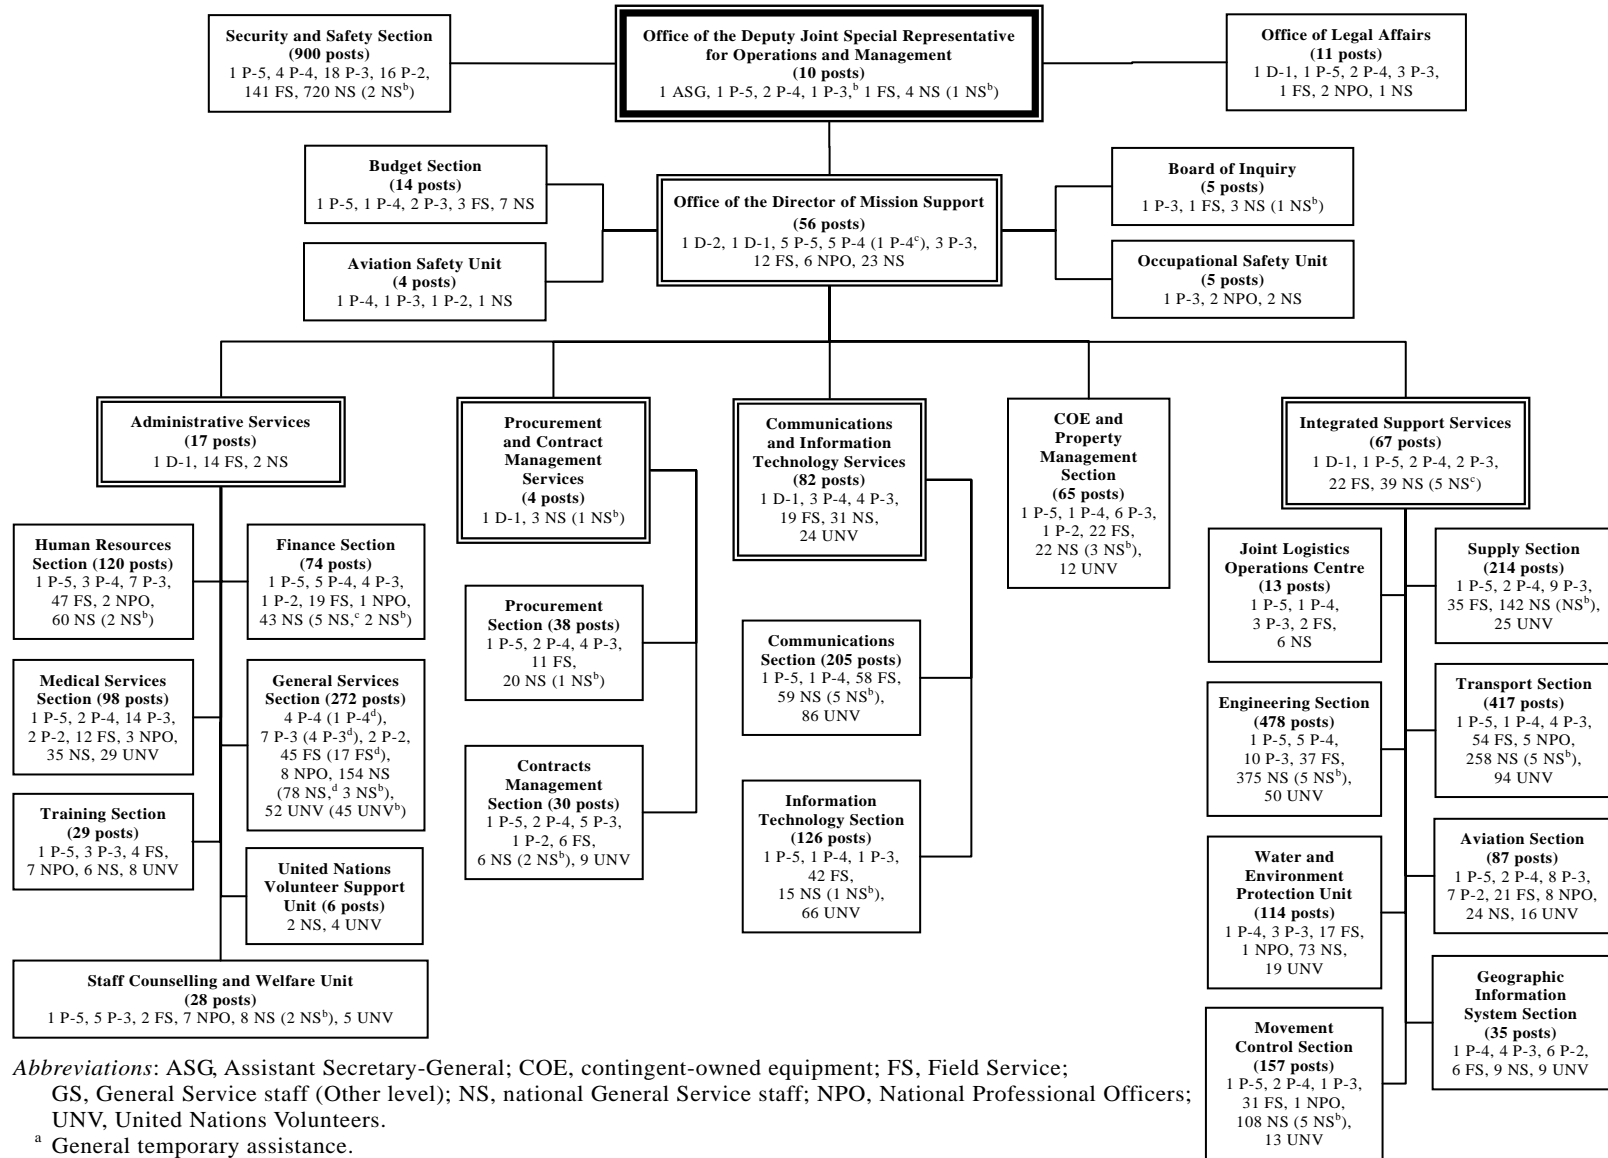 Security and Safety Section
(900 posts)
1 P-5, 4 P-4, 18 P-3, 16 P-2,
141 FS, 720 NS (2 NSᵇ)
Office of the Deputy Joint Special Representative
for Operations and Management
(10 posts)
1 ASG, 1 P-5, 2 P-4, 1 P-3,ᵇ 1 FS, 4 NS (1 NSᵇ)
Office of Legal Affairs
(11 posts)
1 D-1, 1 P-5, 2 P-4, 3 P-3,
1 FS, 2 NPO, 1 NS
Budget Section
(14 posts)
1 P-5, 1 P-4, 2 P-3, 3 FS, 7 NS
Office of the Director of Mission Support
(56 posts)
1 D-2, 1 D-1, 5 P-5, 5 P-4 (1 P-4ᶜ), 3 P-3,
12 FS, 6 NPO, 23 NS
Board of Inquiry
(5 posts)
1 P-3, 1 FS, 3 NS (1 NSᵇ)
Aviation Safety Unit
(4 posts)
1 P-4, 1 P-3, 1 P-2, 1 NS
Occupational Safety Unit
(5 posts)
1 P-3, 2 NPO, 2 NS
Administrative Services
(17 posts)
1 D-1, 14 FS, 2 NS
Procurement
and Contract
Management
Services
(4 posts)
1 D-1, 3 NS (1 NSᵇ)
Communications
and Information
Technology Services
(82 posts)
1 D-1, 3 P-4, 4 P-3,
19 FS, 31 NS,
24 UNV
COE and
Property
Management
Section
(65 posts)
1 P-5, 1 P-4, 6 P-3,
1 P-2, 22 FS,
22 NS (3 NSᵇ),
12 UNV
Integrated Support Services
(67 posts)
1 D-1, 1 P-5, 2 P-4, 2 P-3,
22 FS, 39 NS (5 NSᶜ)
Human Resources
Section (120 posts)
1 P-5, 3 P-4, 7 P-3,
47 FS, 2 NPO,
60 NS (2 NSᵇ)
Finance Section
(74 posts)
1 P-5, 5 P-4, 4 P-3,
1 P-2, 19 FS, 1 NPO,
43 NS (5 NS,ᶜ 2 NSᵇ)
Medical Services
Section (98 posts)
1 P-5, 2 P-4, 14 P-3,
2 P-2, 12 FS, 3 NPO,
35 NS, 29 UNV
General Services
Section (272 posts)
4 P-4 (1 P-4ᵈ),
7 P-3 (4 P-3ᵈ), 2 P-2,
45 FS (17 FSᵈ),
8 NPO, 154 NS
(78 NS,ᵈ 3 NSᵇ),
52 UNV (45 UNVᵇ)
Training Section
(29 posts)
1 P-5, 3 P-3, 4 FS,
7 NPO, 6 NS, 8 UNV
United Nations
Volunteer Support
Unit (6 posts)
2 NS, 4 UNV
Staff Counselling and Welfare Unit
(28 posts)
1 P-5, 5 P-3, 2 FS, 7 NPO, 8 NS (2 NSᵇ), 5 UNV
Procurement
Section (38 posts)
1 P-5, 2 P-4, 4 P-3,
11 FS,
20 NS (1 NSᵇ)
Contracts
Management
Section (30 posts)
1 P-5, 2 P-4, 5 P-3,
1 P-2, 6 FS,
6 NS (2 NSᵇ), 9 UNV
Communications
Section (205 posts)
1 P-5, 1 P-4, 58 FS,
59 NS (5 NSᵇ),
86 UNV
Information
Technology Section
(126 posts)
1 P-5, 1 P-4, 1 P-3,
42 FS,
15 NS (1 NSᵇ),
66 UNV
Joint Logistics
Operations Centre
(13 posts)
1 P-5, 1 P-4,
3 P-3, 2 FS,
6 NS
Supply Section
(214 posts)
1 P-5, 2 P-4, 9 P-3,
35 FS, 142 NS (NSᵇ),
25 UNV
Engineering Section
(478 posts)
1 P-5, 5 P-4,
10 P-3, 37 FS,
375 NS (5 NSᵇ),
50 UNV
Transport Section
(417 posts)
1 P-5, 1 P-4, 4 P-3,
54 FS, 5 NPO,
258 NS (5 NSᵇ),
94 UNV
Water and
Environment
Protection Unit
(114 posts)
1 P-4, 3 P-3, 17 FS,
1 NPO, 73 NS,
19 UNV
Aviation Section
(87 posts)
1 P-5, 2 P-4, 8 P-3,
7 P-2, 21 FS, 8 NPO,
24 NS, 16 UNV
Movement
Control Section
(157 posts)
1 P-5, 2 P-4, 1 P-3,
31 FS, 1 NPO,
108 NS (5 NSᵇ),
13 UNV
Geographic
Information
System Section
(35 posts)
1 P-4, 4 P-3, 6 P-2,
6 FS, 9 NS, 9 UNV
Abbreviations: ASG, Assistant Secretary-General; COE, contingent-owned equipment; FS, Field Service;
GS, General Service staff (Other level); NS, national General Service staff; NPO, National Professional Officers;
UNV, United Nations Volunteers.
ᵃ General temporary assistance.